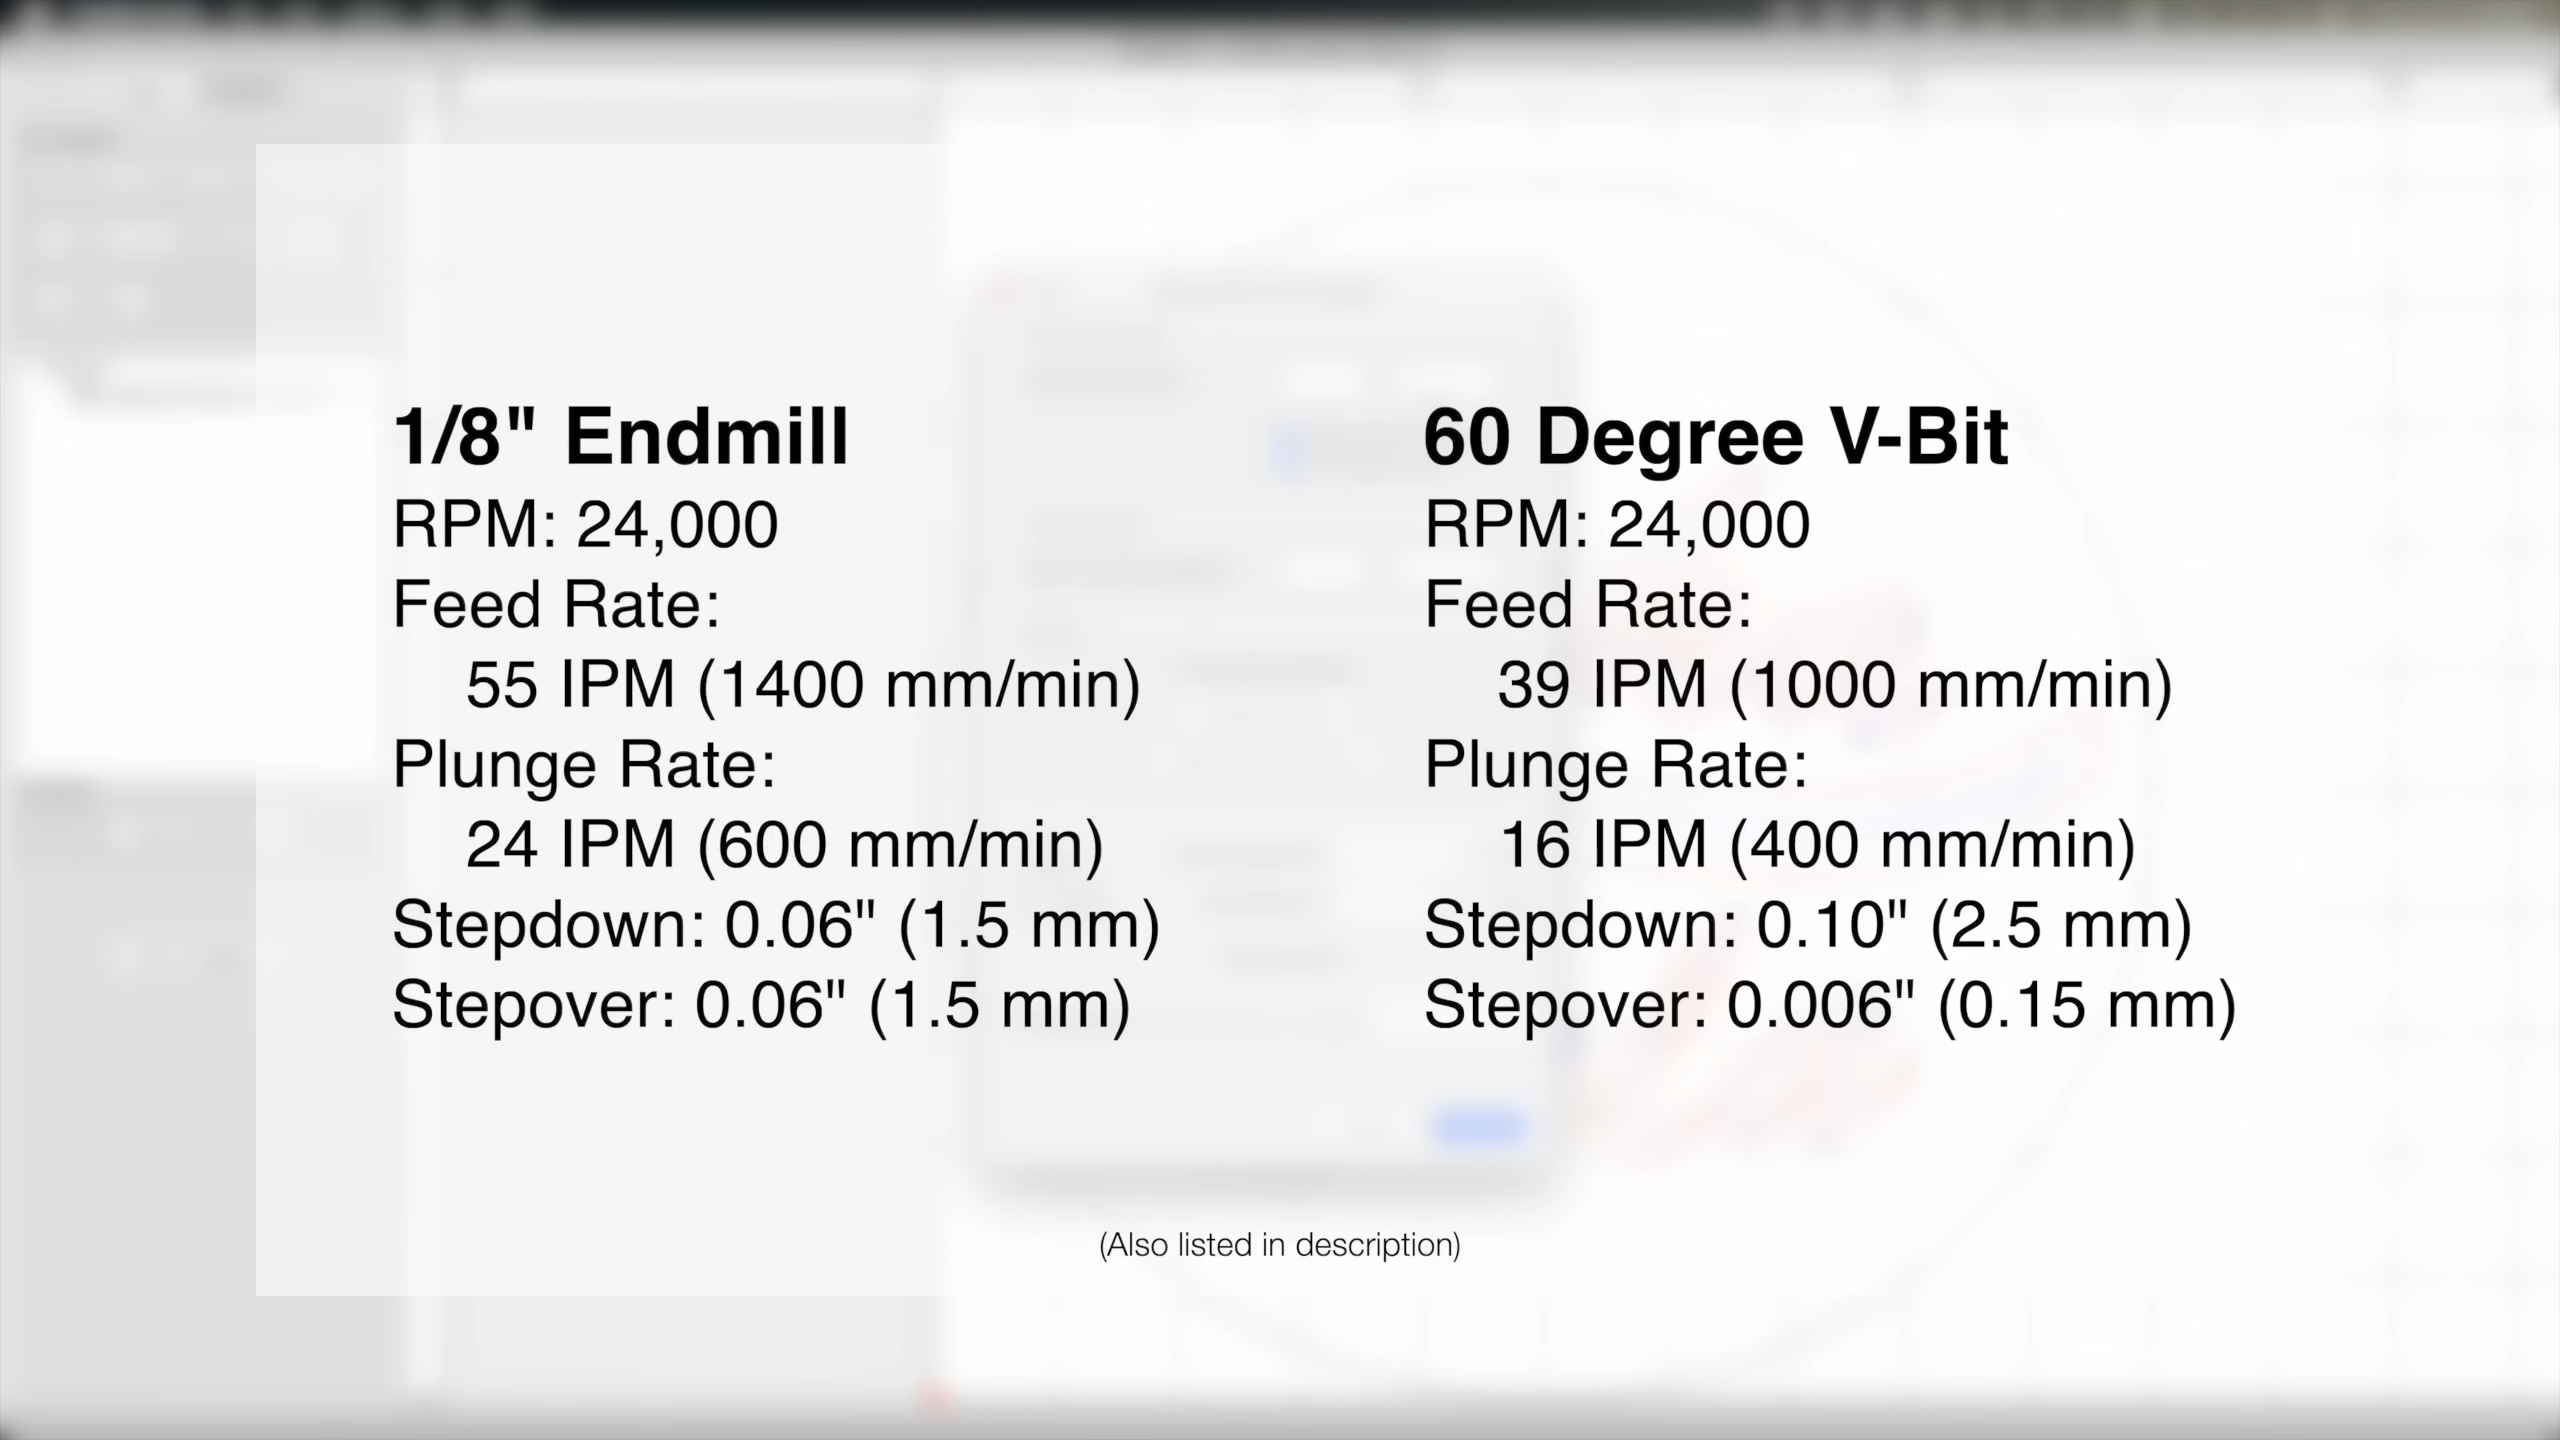 1/8" Endmill
RPM: 24,000
Feed Rate:
55 IPM (1400 mm/min)
Plunge Rate:
24 IPM (600 mm/min)
Stepdown: 0.06" (1.5 mm)
Stepover: 0.06" (1.5 mm)
60 Degree V-Bit
RPM: 24,000
Feed Rate:
39 IPM (1000 mm/min)
Plunge Rate:
16 IPM (400 mm/min)
Stepdown: 0.10" (2.5 mm)
Stepover: 0.006" (0.15 mm)
(Also listed in description)